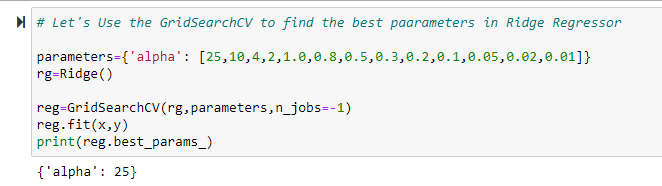 # Let's Use the GridSearchCV to find the best paarameters in Ridge Regressor
parameters={'alpha': [25,10,4,2,1.0,0.8,0.5,0.3,0.2,0.1,0.05,0.02,0.01]}
rg=Ridge()
reg=GridSearchCV(rg,parameters,n_jobs=-1)
reg.fit(x,y)
print(reg.best_params_)
{'alpha': 25}